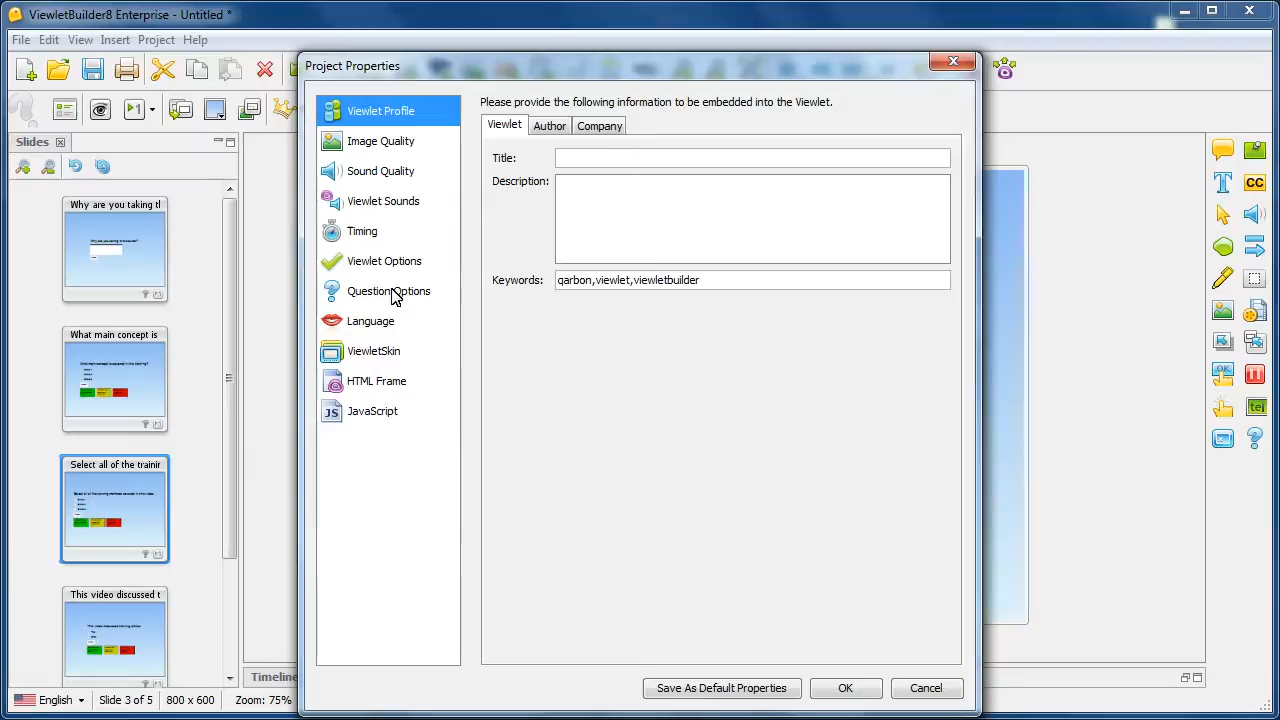 ViewletBuilder8 Enterprise - Untitled *
File Edit View Insert Project Help
Project Properties
Slides
Why are you taking tl
What main concept is
Select all of the trainir
This video discussed t
Viewlet Profile
Image Quality
Sound Quality
Viewlet Sounds
Timing
Viewlet Options
Question Options
Language
ViewletSkin
HTML Frame
JS JavaScript
Please provide the following information to be embedded into the Viewlet.
Viewlet Author Company
Title:
Description:
Keywords: qarbon,viewlet,viewletbuilder
Save As Default Properties OK Cancel
CC
T
OK
Timeline
English Slide 3 of 5 800 x 600 Zoom: 75%